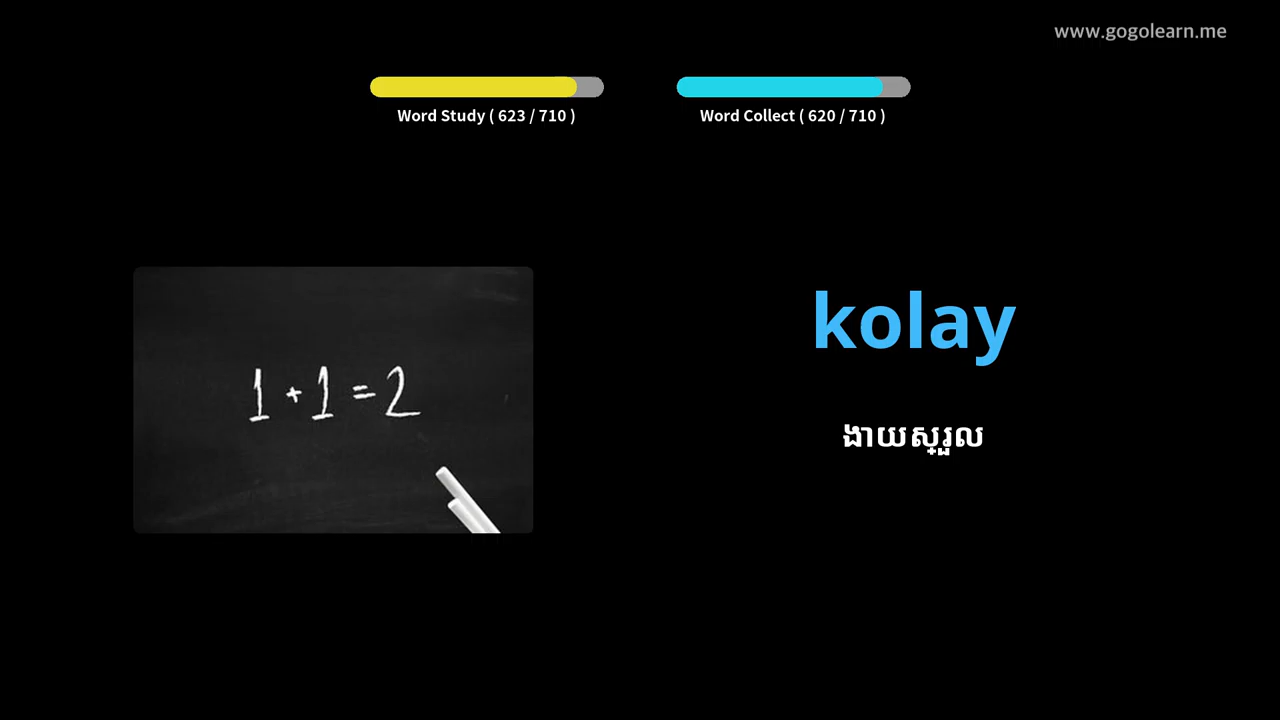 www.gogolearn.me
Word Study ( 623 / 710 )
Word Collect ( 620 / 710 )
1 + 1 = 2
kolay
ងាយស្រួល